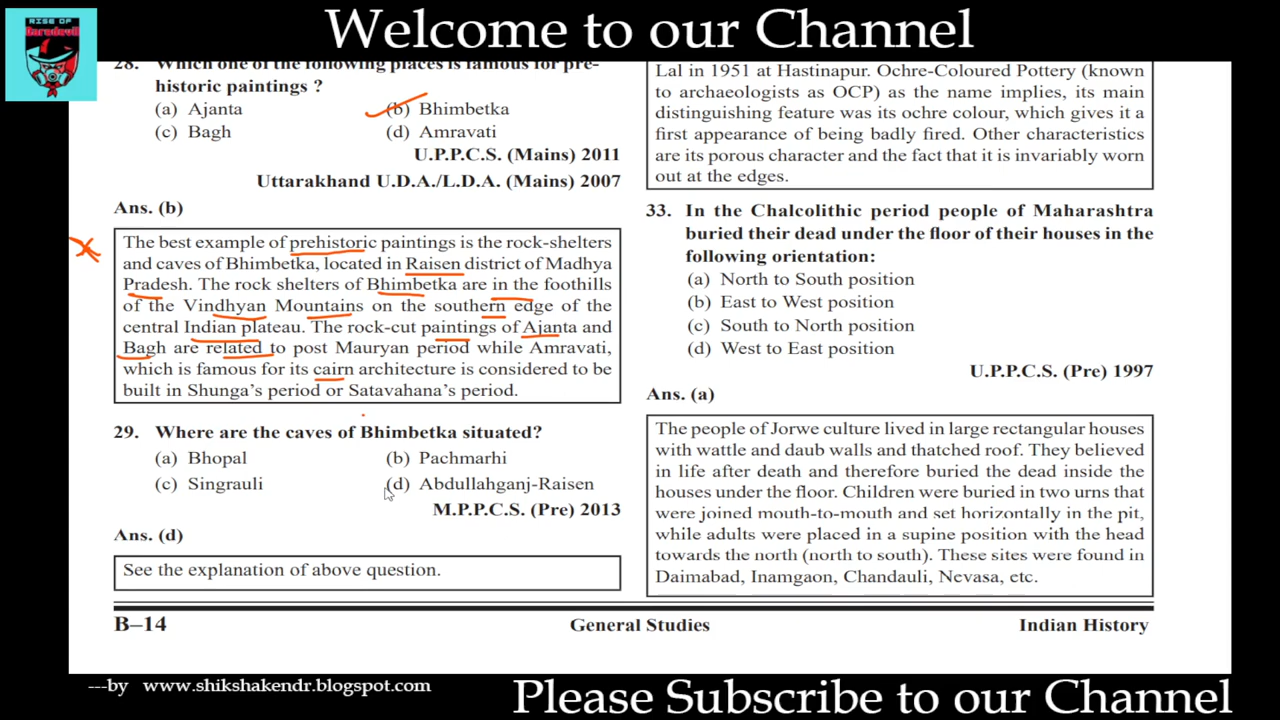 RISE OF
Daredevil
Welcome to our Channel
28. Which one of the following places is famous for pre-
historic paintings ?
(a) Ajanta (b) Bhimbetka
(c) Bagh (d) Amravati
U.P.P.C.S. (Mains) 2011
Uttarakhand U.D.A./L.D.A. (Mains) 2007
Ans. (b)
The best example of prehistoric paintings is the rock-shelters
and caves of Bhimbetka, located in Raisen district of Madhya
Pradesh. The rock shelters of Bhimbetka are in the foothills
of the Vindhyan Mountains on the southern edge of the
central Indian plateau. The rock-cut paintings of Ajanta and
Bagh are related to post Mauryan period while Amravati,
which is famous for its cairn architecture is considered to be
built in Shunga's period or Satavahana's period.
29. Where are the caves of Bhimbetka situated?
(a) Bhopal (b) Pachmarhi
(c) Singrauli (d) Abdullahganj-Raisen
M.P.P.C.S. (Pre) 2013
Ans. (d)
See the explanation of above question.
Lal in 1951 at Hastinapur. Ochre-Coloured Pottery (known
to archaeologists as OCP) as the name implies, its main
distinguishing feature was its ochre colour, which gives it a
first appearance of being badly fired. Other characteristics
are its porous character and the fact that it is invariably worn
out at the edges.
33. In the Chalcolithic period people of Maharashtra
buried their dead under the floor of their houses in the
following orientation:
(a) North to South position
(b) East to West position
(c) South to North position
(d) West to East position
U.P.P.C.S. (Pre) 1997
Ans. (a)
The people of Jorwe culture lived in large rectangular houses
with wattle and daub walls and thatched roof. They believed
in life after death and therefore buried the dead inside the
houses under the floor. Children were buried in two urns that
were joined mouth-to-mouth and set horizontally in the pit,
while adults were placed in a supine position with the head
towards the north (north to south). These sites were found in
Daimabad, Inamgaon, Chandauli, Nevasa, etc.
B–14 General Studies Indian History
---by www.shikshakendr.blogspot.com
Please Subscribe to our Channel